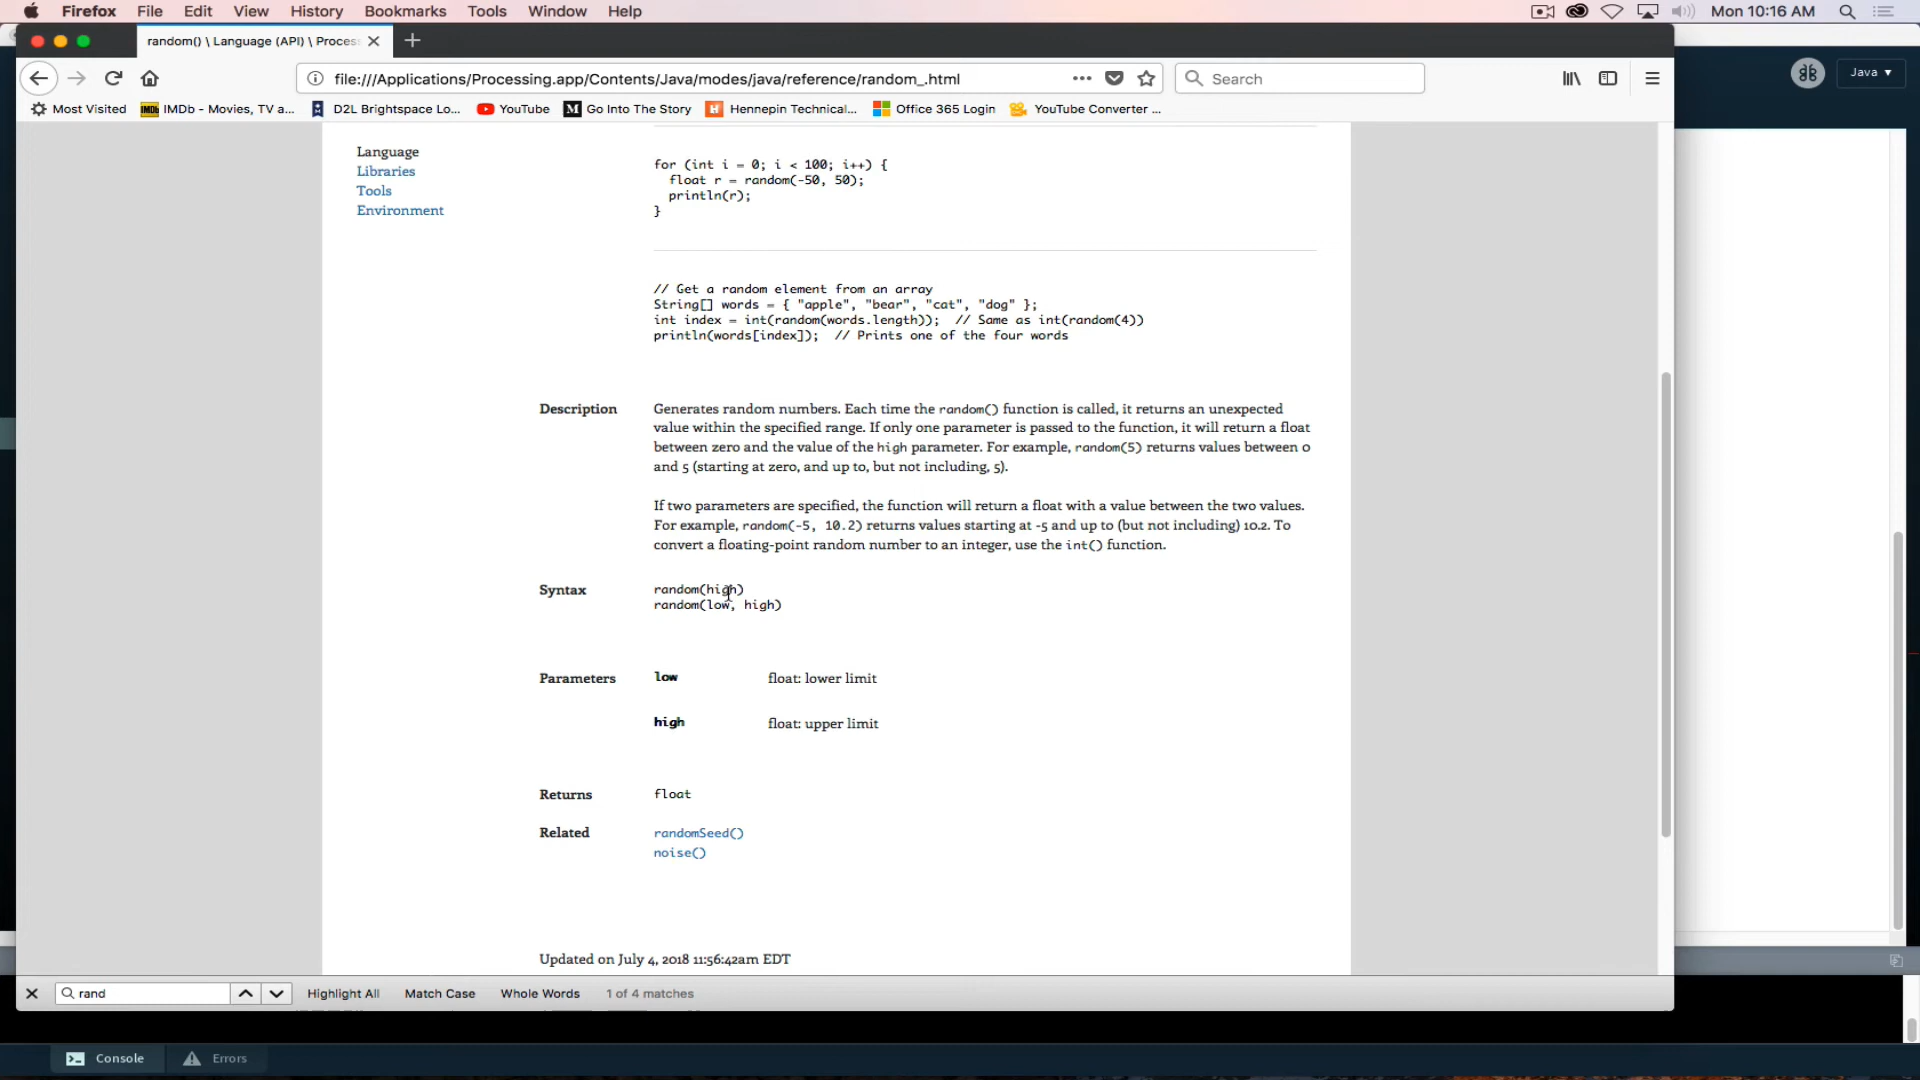 Firefox File Edit View History Bookmarks Tools Window Help Mon 10:16 AM
random() \ Language (API) \ Proces
file:///Applications/Processing.app/Contents/Java/modes/java/reference/random_.html Search Java ▾
Most Visited IMDb - Movies, TV a... D2L Brightspace Lo... YouTube Go Into The Story Hennepin Technical... Office 365 Login YouTube Converter ...
Language
Libraries
Tools
Environment
for (int i = 0; i < 100; i++) {
float r = random(-50, 50);
println(r);
}
// Get a random element from an array
String[] words = { "apple", "bear", "cat", "dog" };
int index = int(random(words.length)); // Same as int(random(4))
println(words[index]); // Prints one of the four words
Description Generates random numbers. Each time the random() function is called, it returns an unexpected
value within the specified range. If only one parameter is passed to the function, it will return a float
between zero and the value of the high parameter. For example, random(5) returns values between 0
and 5 (starting at zero, and up to, but not including, 5).
If two parameters are specified, the function will return a float with a value between the two values.
For example, random(-5, 10.2) returns values starting at -5 and up to (but not including) 10.2. To
convert a floating-point random number to an integer, use the int() function.
Syntax random(high)
random(low, high)
Parameters low float: lower limit
high float: upper limit
Returns float
Related randomSeed()
noise()
Updated on July 4, 2018 11:56:42am EDT
rand Highlight All Match Case Whole Words 1 of 4 matches
Console Errors